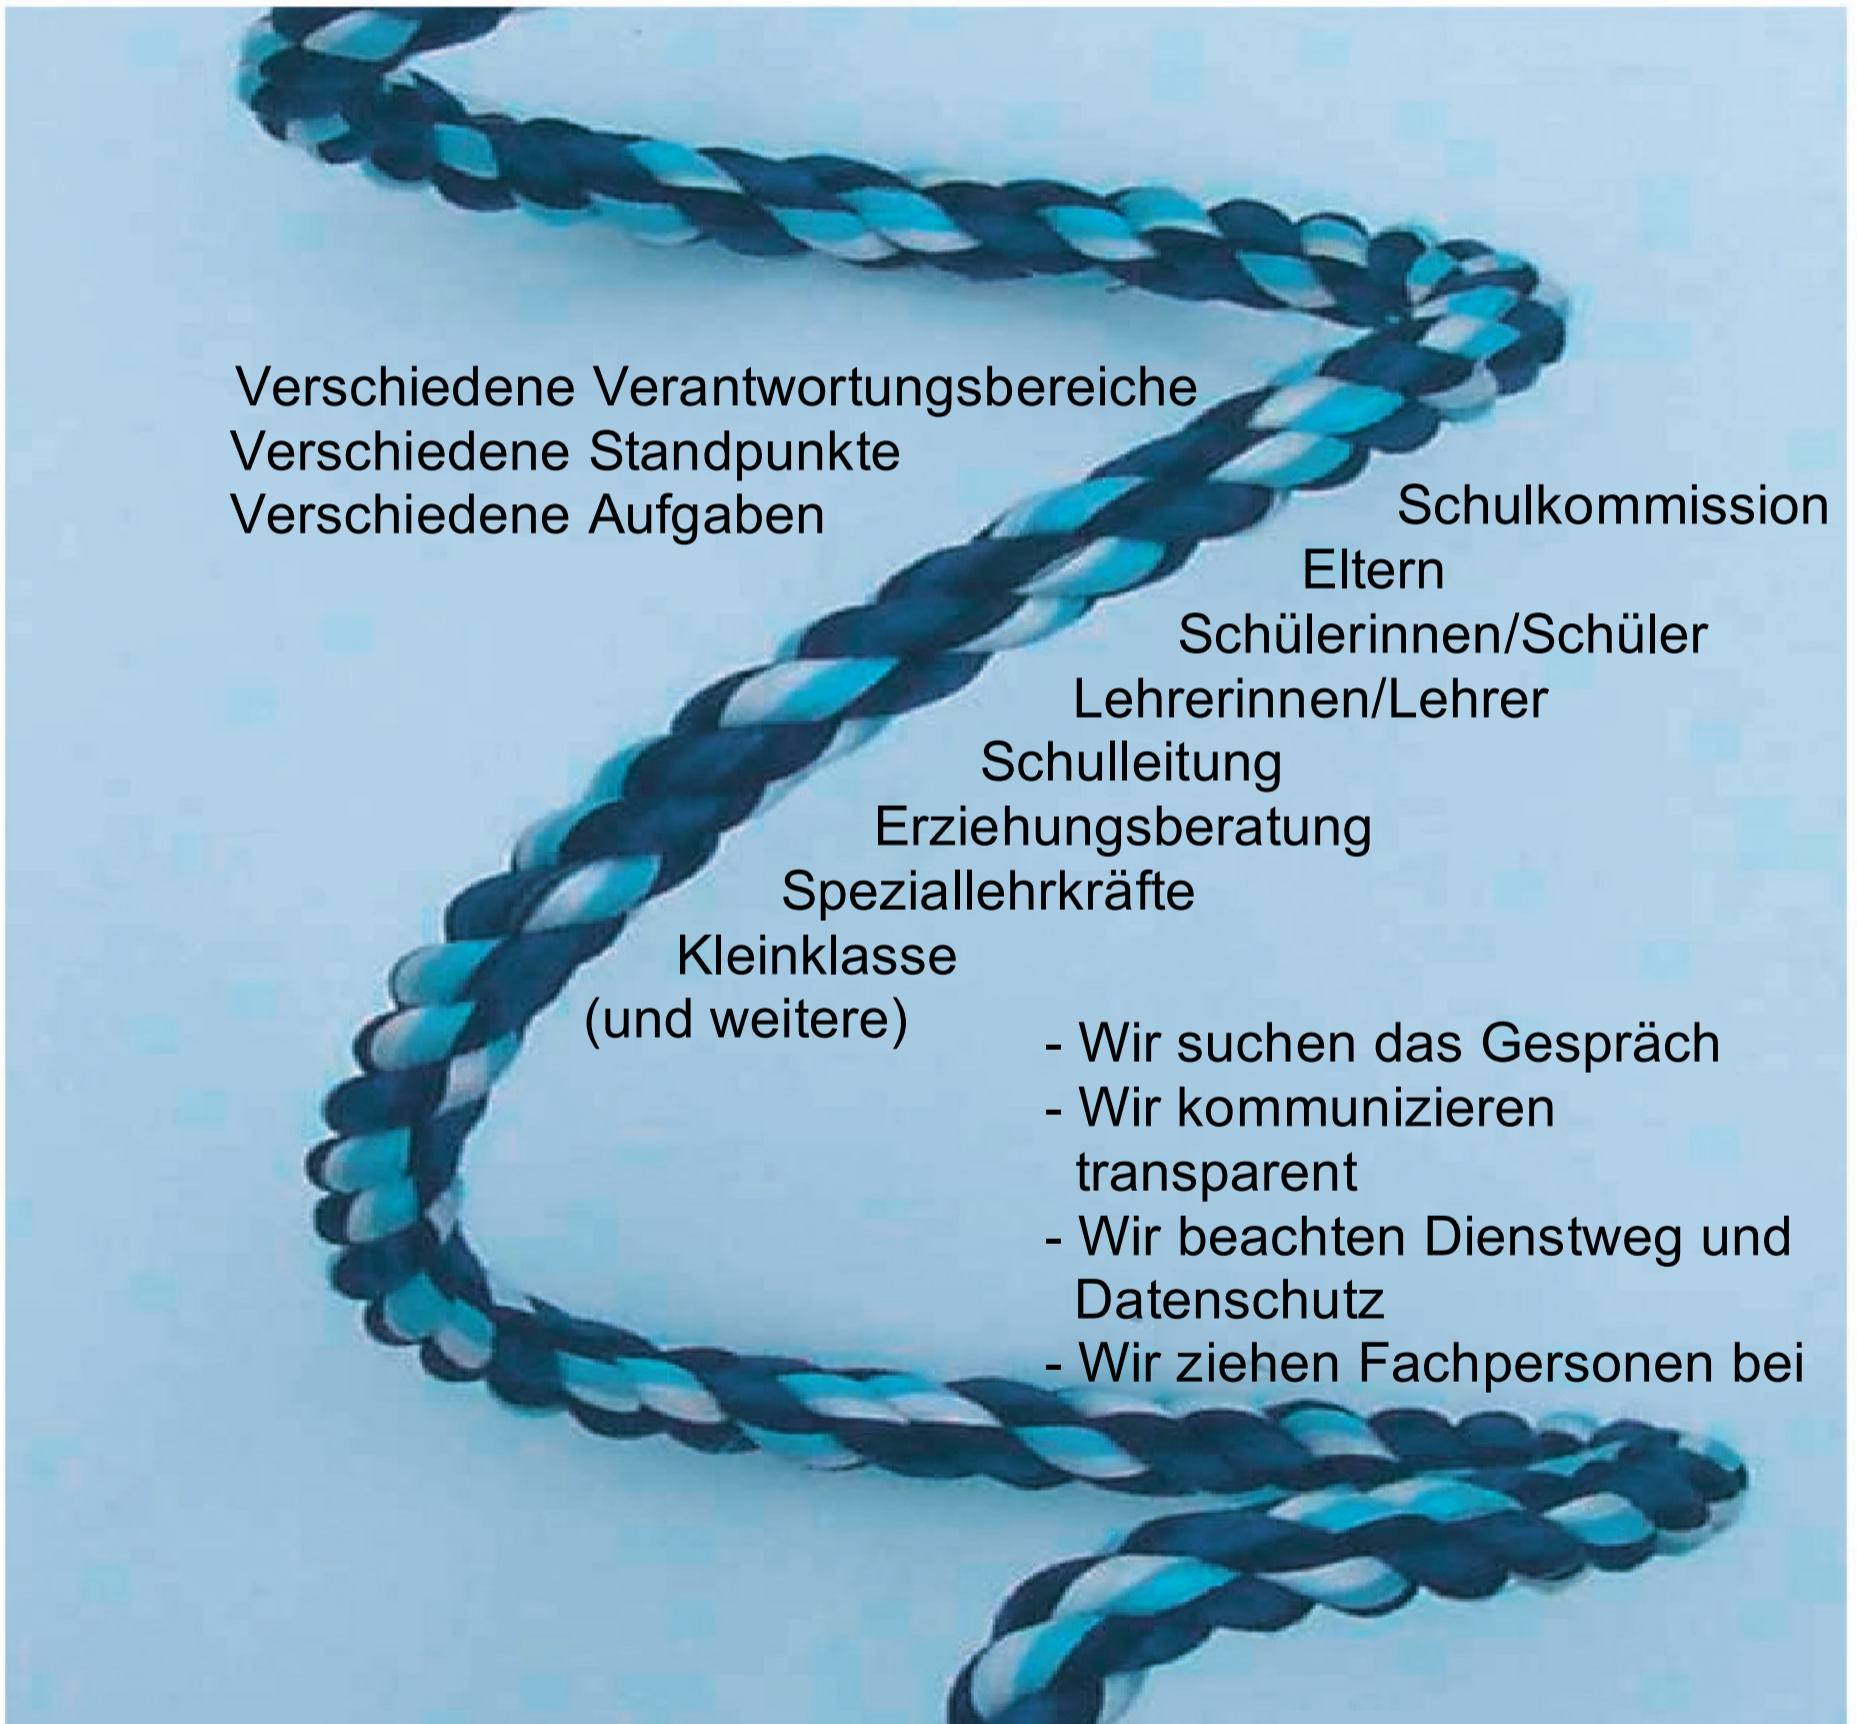 Verschiedene Verantwortungsbereiche
Verschiedene Standpunkte
Verschiedene Aufgaben
Schulkommission
Eltern
Schülerinnen/Schüler
Lehrerinnen/Lehrer
Schulleitung
Erziehungsberatung
Speziallehrkräfte
Kleinklasse
(und weitere)
- Wir suchen das Gespräch
- Wir kommunizieren
transparent
- Wir beachten Dienstweg und
Datenschutz
- Wir ziehen Fachpersonen bei